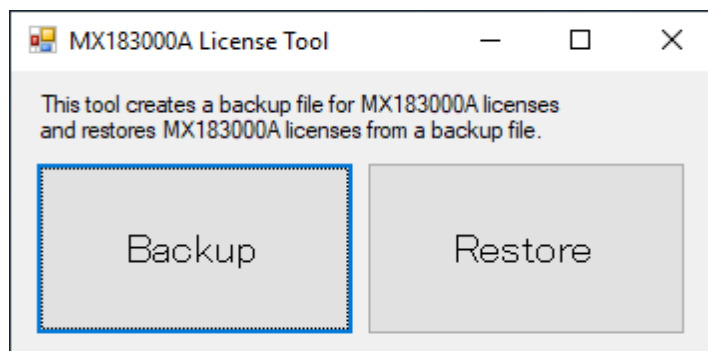 MX183000A License Tool
This tool creates a backup file for MX183000A licenses
and restores MX183000A licenses from a backup file.
Backup
Restore